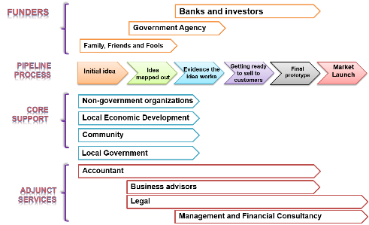 FUNDERS
Banks and investors
Government Agency
Family, Friends and Fools
PIPELINE
PROCESS
Initial idea
Idea
mapped out
Evidence the
idea works
Getting ready
to sell to
customers
Final
prototype
Market
Launch
CORE
SUPPORT
Non-government organizations
Local Economic Development
Community
Local Government
ADJUNCT
SERVICES
Accountant
Business advisors
Legal
Management and Financial Consultancy